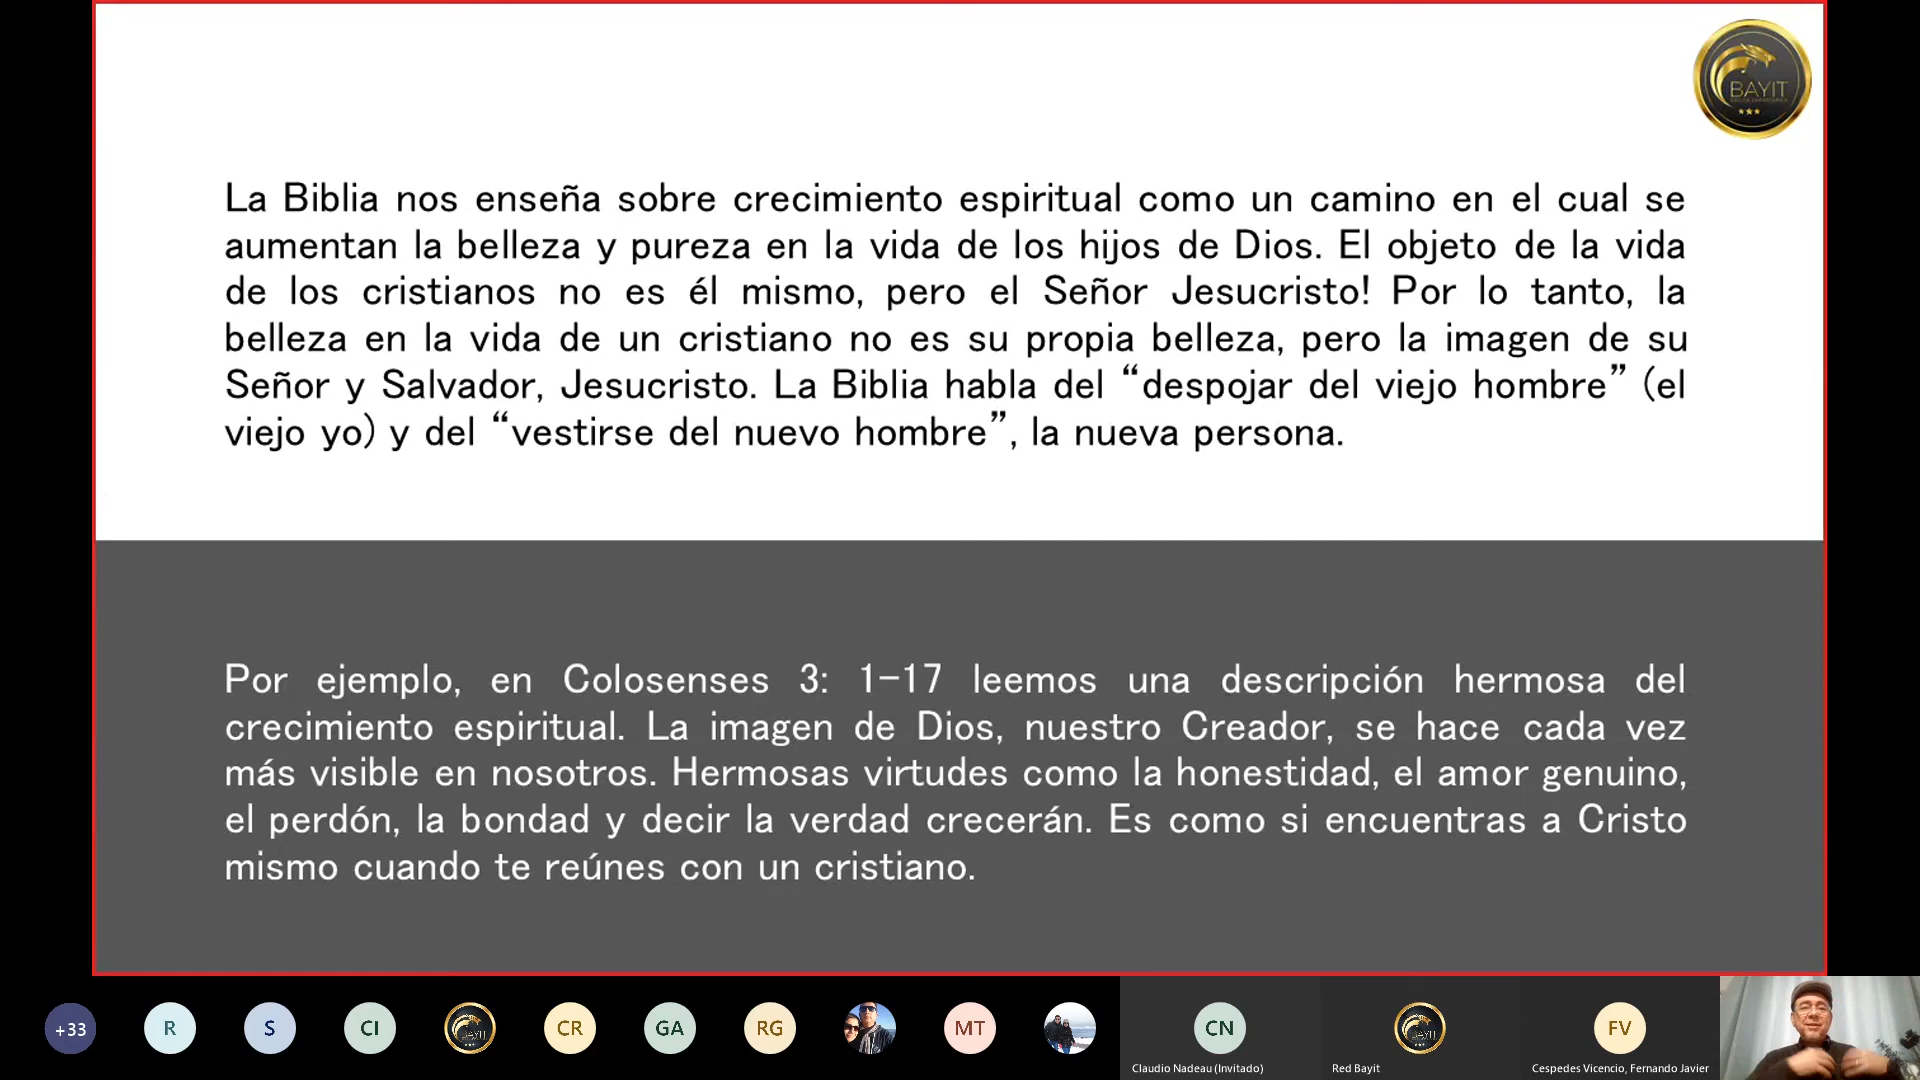 BAYIT
La Biblia nos enseña sobre crecimiento espiritual como un camino en el cual se
aumentan la belleza y pureza en la vida de los hijos de Dios. El objeto de la vida
de los cristianos no es él mismo, pero el Señor Jesucristo! Por lo tanto, la
belleza en la vida de un cristiano no es su propia belleza, pero la imagen de su
Señor y Salvador, Jesucristo. La Biblia habla del “despojar del viejo hombre” (el
viejo yo) y del “vestirse del nuevo hombre”, la nueva persona.
Por ejemplo, en Colosenses 3: 1-17 leemos una descripción hermosa del
crecimiento espiritual. La imagen de Dios, nuestro Creador, se hace cada vez
más visible en nosotros. Hermosas virtudes como la honestidad, el amor genuino,
el perdón, la bondad y decir la verdad crecerán. Es como si encuentras a Cristo
mismo cuando te reúnes con un cristiano.
+33
R
S
CI
BAYIT
CR
GA
RG
MT
CN
Claudio Nadeau (Invitado)
BAYIT
Red Bayit
FV
Cespedes Vicencio, Fernando Javier